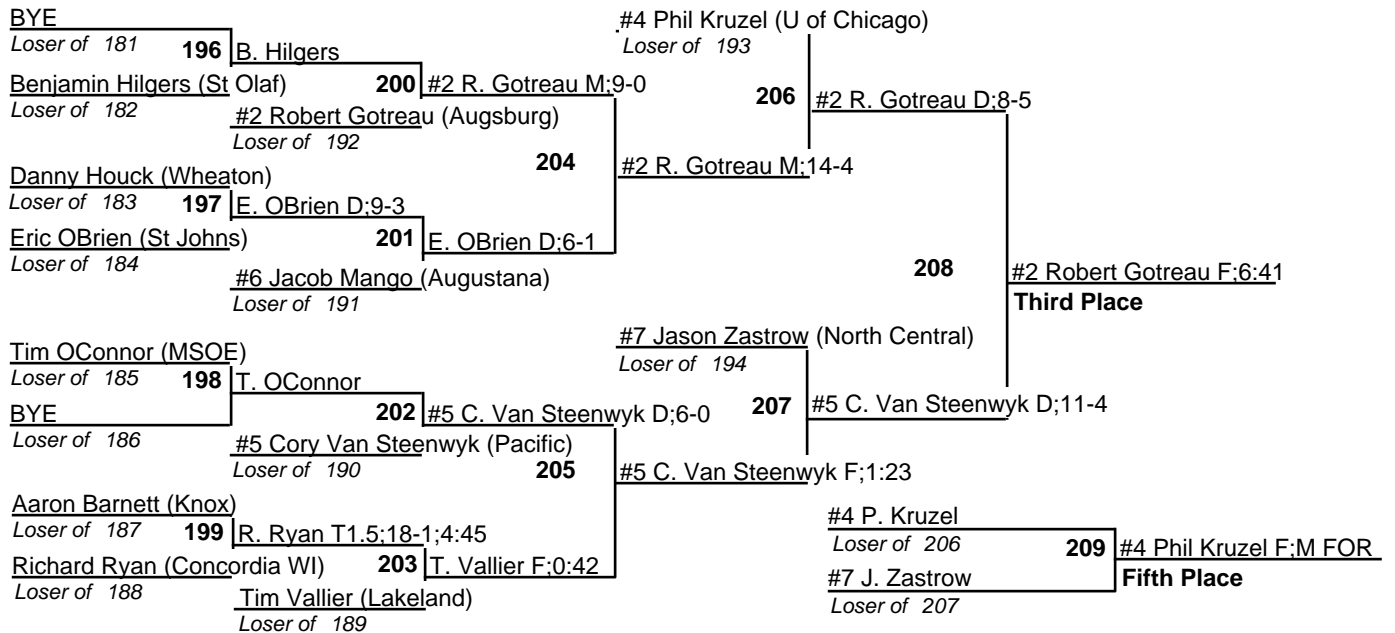 BYE
Loser of 181
196
B. Hilgers
Benjamin Hilgers (St Olaf)
Loser of 182
200
#2 R. Gotreau M;9-0
#2 Robert Gotreau (Augsburg)
Loser of 192
Danny Houck (Wheaton)
Loser of 183
197
E. OBrien D;9-3
Eric OBrien (St Johns)
Loser of 184
201
E. OBrien D;6-1
#6 Jacob Mango (Augustana)
Loser of 191
204
#2 R. Gotreau M;14-4
#4 Phil Kruzel (U of Chicago)
Loser of 193
206
#2 R. Gotreau D;8-5
Tim OConnor (MSOE)
Loser of 185
198
T. OConnor
BYE
Loser of 186
202
#5 C. Van Steenwyk D;6-0
#5 Cory Van Steenwyk (Pacific)
Loser of 190
Aaron Barnett (Knox)
Loser of 187
199
R. Ryan T1.5;18-1;4:45
Richard Ryan (Concordia WI)
Loser of 188
203
T. Vallier F;0:42
Tim Vallier (Lakeland)
Loser of 189
205
#5 C. Van Steenwyk F;1:23
#7 Jason Zastrow (North Central)
Loser of 194
207
#5 C. Van Steenwyk D;11-4
208
#2 Robert Gotreau F;6:41
Third Place
#4 P. Kruzel
Loser of 206
209
#4 Phil Kruzel F;M FOR
#7 J. Zastrow
Loser of 207
Fifth Place